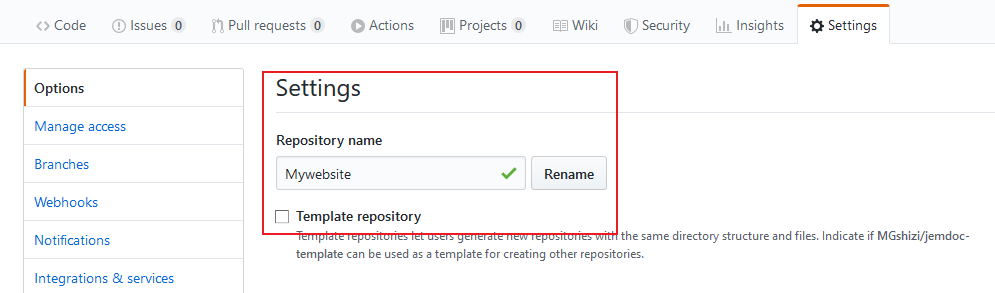 Code Issues 0 Pull requests 0 Actions Projects 0 Wiki Security Insights Settings
Options
Manage access
Branches
Webhooks
Notifications
Integrations & services
Settings
Repository name
Mywebsite Rename
Template repository
Template repositories let users generate new repositories with the same directory structure and files. Indicate if MGshizi/jemdoc-
template can be used as a template for creating other repositories.